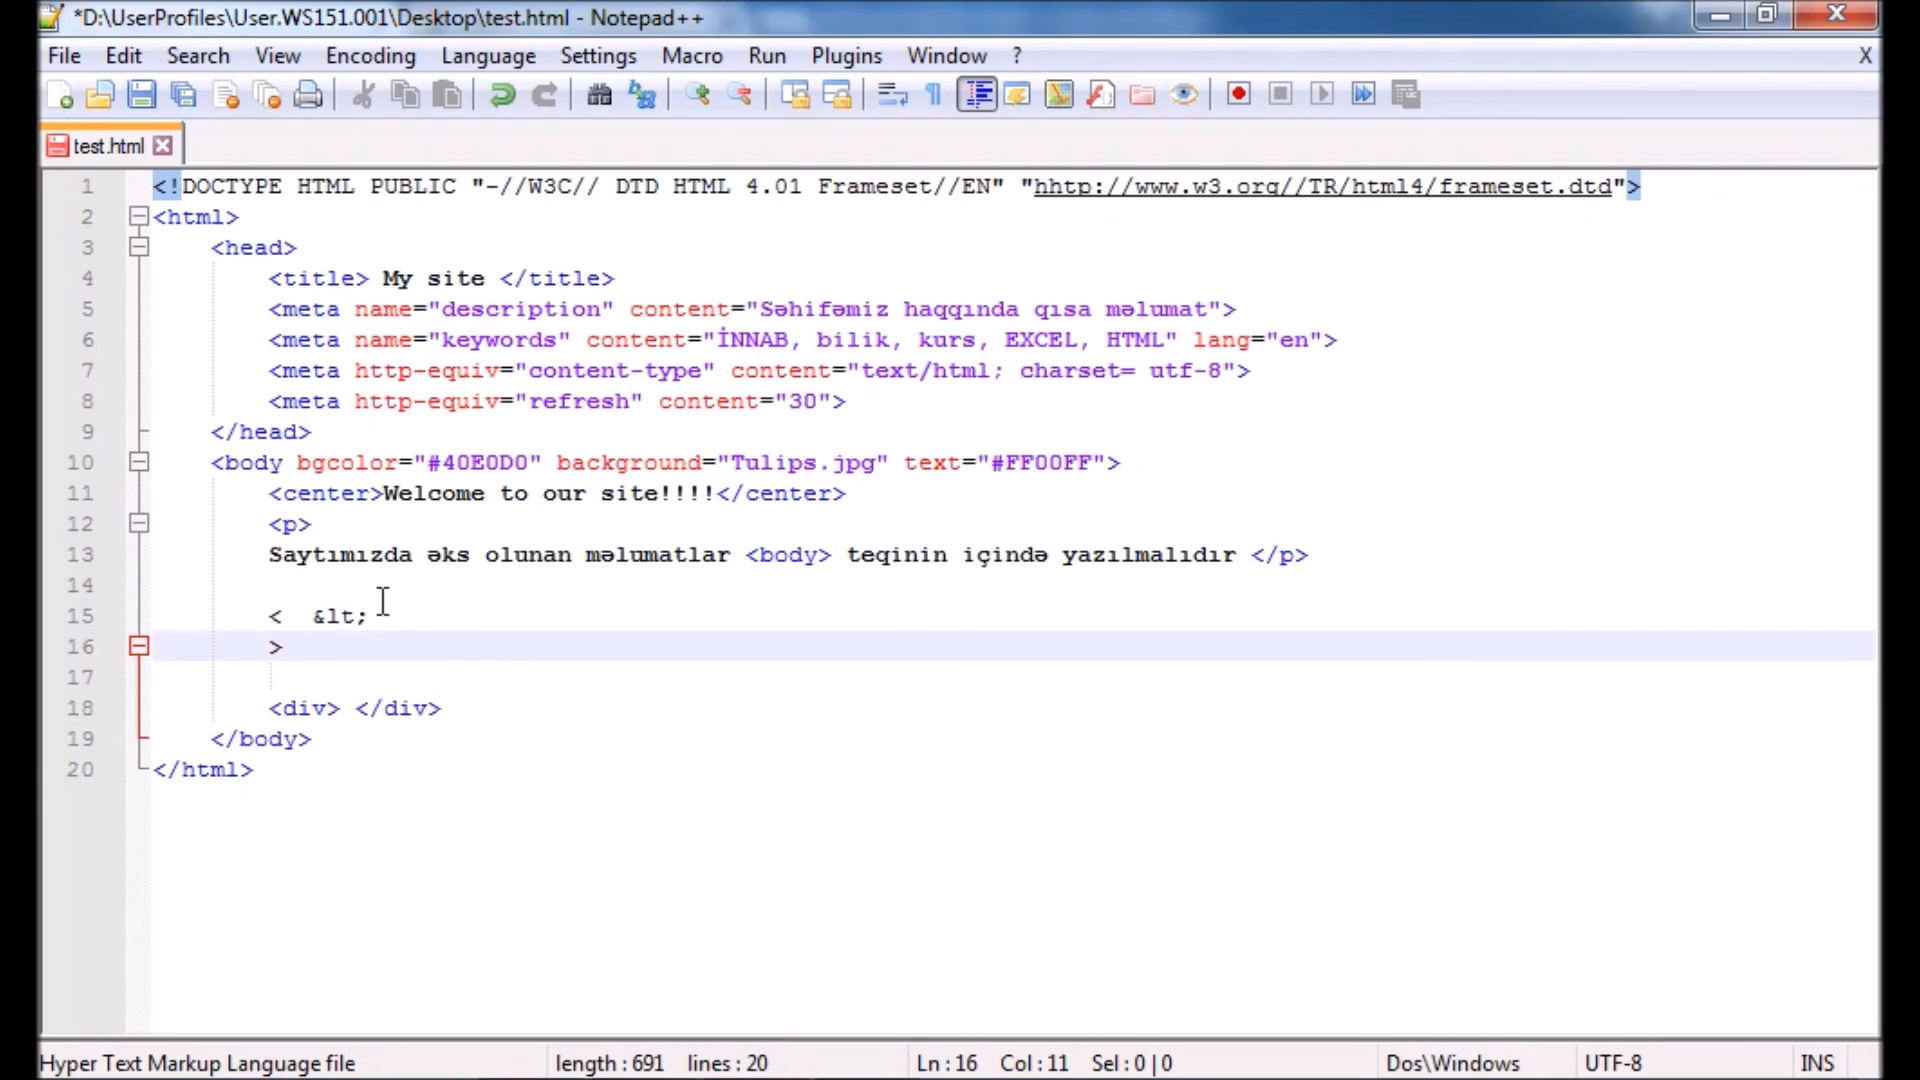 *D:\UserProfiles\User.WS151.001\Desktop\test.html - Notepad++
File Edit Search View Encoding Language Settings Macro Run Plugins Window ? X
test.html
1 <!DOCTYPE HTML PUBLIC "-//W3C// DTD HTML 4.01 Frameset//EN" "hhtp://www.w3.org//TR/html4/frameset.dtd">
2 <html>
3 <head>
4 <title> My site </title>
5 <meta name="description" content="Səhifəmiz haqqında qısa məlumat">
6 <meta name="keywords" content="İNNAB, bilik, kurs, EXCEL, HTML" lang="en">
7 <meta http-equiv="content-type" content="text/html; charset= utf-8">
8 <meta http-equiv="refresh" content="30">
9 </head>
10 <body bgcolor="#40E0D0" background="Tulips.jpg" text="#FF00FF">
11 <center>Welcome to our site!!!!</center>
12 <p>
13 Saytımızda əks olunan məlumatlar <body> teqinin içində yazılmalıdır </p>
14
15 < &lt;
16 >
17
18 <div> </div>
19 </body>
20 </html>
Hyper Text Markup Language file length : 691 lines : 20 Ln : 16 Col : 11 Sel : 0 | 0 Dos\Windows UTF-8 INS